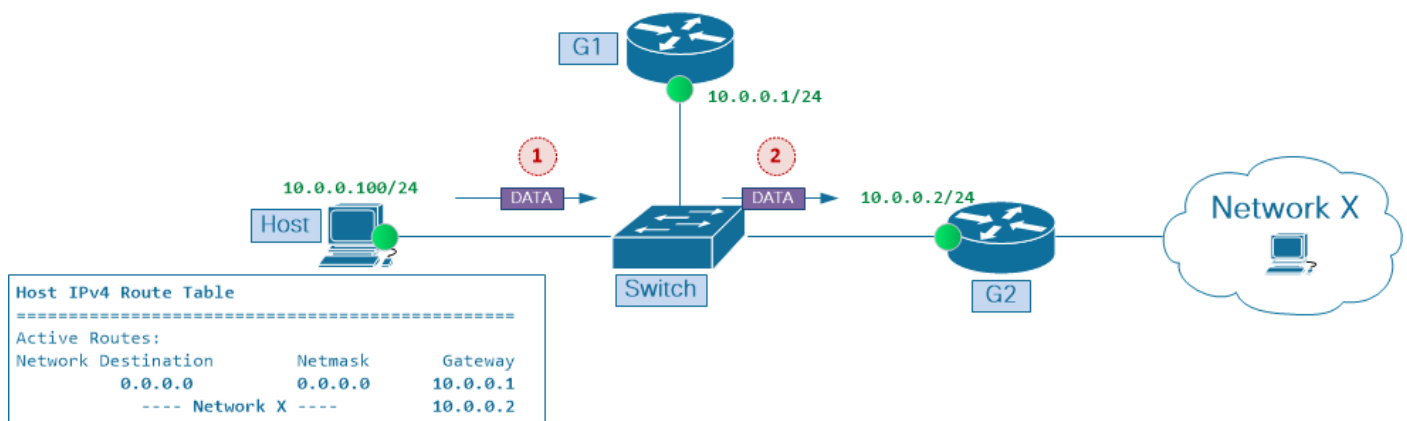 G1
10.0.0.1/24
1
2
10.0.0.100/24
DATA
DATA
10.0.0.2/24
Network X
Host
Switch
G2
Host IPv4 Route Table
=================================================
Active Routes:
Network Destination Netmask Gateway
0.0.0.0 0.0.0.0 10.0.0.1
---- Network X ---- 10.0.0.2